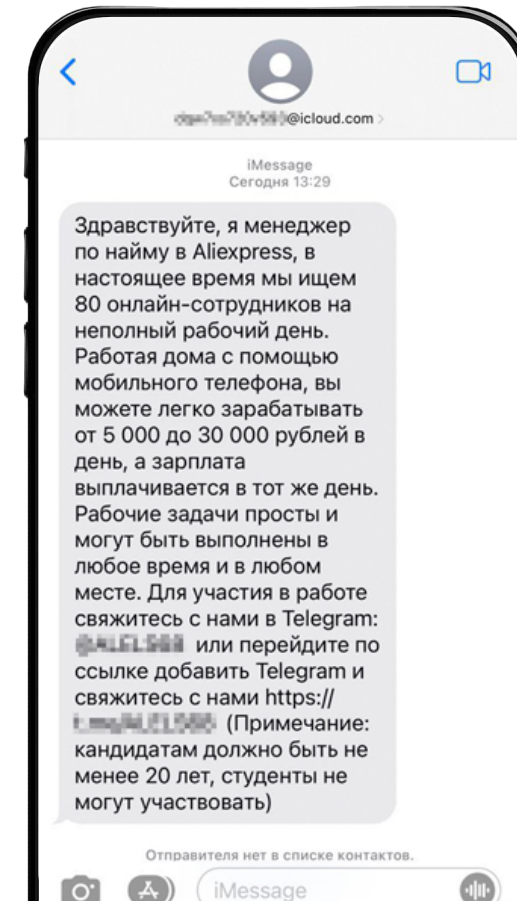 @icloud.com
iMessage
Сегодня 13:29
Здравствуйте, я менеджер
по найму в Aliexpress, в
настоящее время мы ищем
80 онлайн-сотрудников на
неполный рабочий день.
Работая дома с помощью
мобильного телефона, вы
можете легко зарабатывать
от 5 000 до 30 000 рублей в
день, а зарплата
выплачивается в тот же день.
Рабочие задачи просты и
могут быть выполнены в
любое время и в любом
месте. Для участия в работе
свяжитесь с нами в Telegram:
или перейдите по
ссылке добавить Telegram и
свяжитесь с нами https://
(Примечание:
кандидатам должно быть не
менее 20 лет, студенты не
могут участвовать)
Отправителя нет в списке контактов.
iMessage